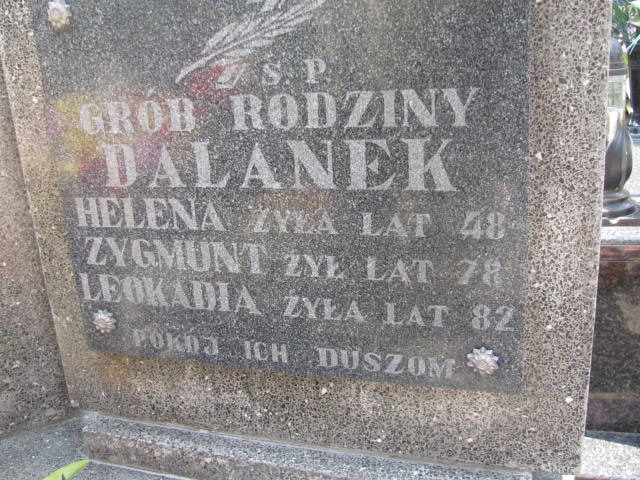 Ś. P.
GRÓB RODZINY
DALANEK
HELENA ŻYŁA LAT 48
ZYGMUNT ŻYŁ LAT 78
LEOKADIA ŻYŁA LAT 82
POKÓJ ICH DUSZOM